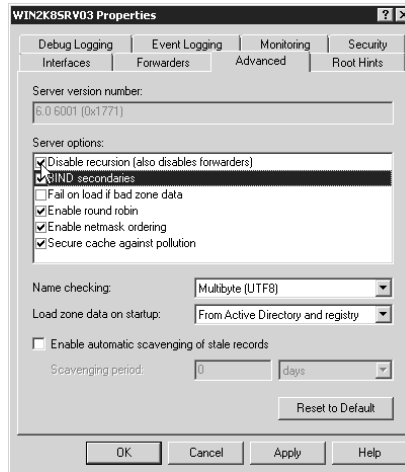 WIN2K8SRV03 Properties
Debug Logging Event Logging Monitoring Security
Interfaces Forwarders Advanced Root Hints
Server version number:
6.0 6001 (0x1771)
Server options:
Disable recursion (also disables forwarders)
BIND secondaries
Fail on load if bad zone data
Enable round robin
Enable netmask ordering
Secure cache against pollution
Name checking: Multibyte (UTF8)
Load zone data on startup: From Active Directory and registry
Enable automatic scavenging of stale records
Scavenging period: 0 days
Reset to Default
OK Cancel Apply Help